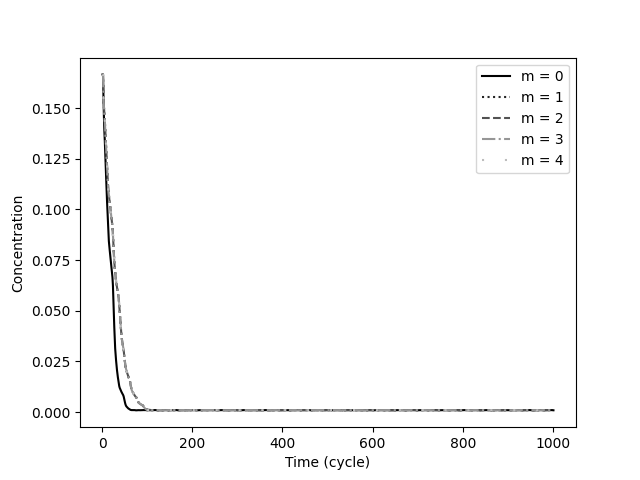 m = 0
m = 1
m = 2
m = 3
m = 4
0.150
0.125
0.100
0.075
0.050
0.025
0.000
Concentration
0 200 400 600 800 1000
Time (cycle)